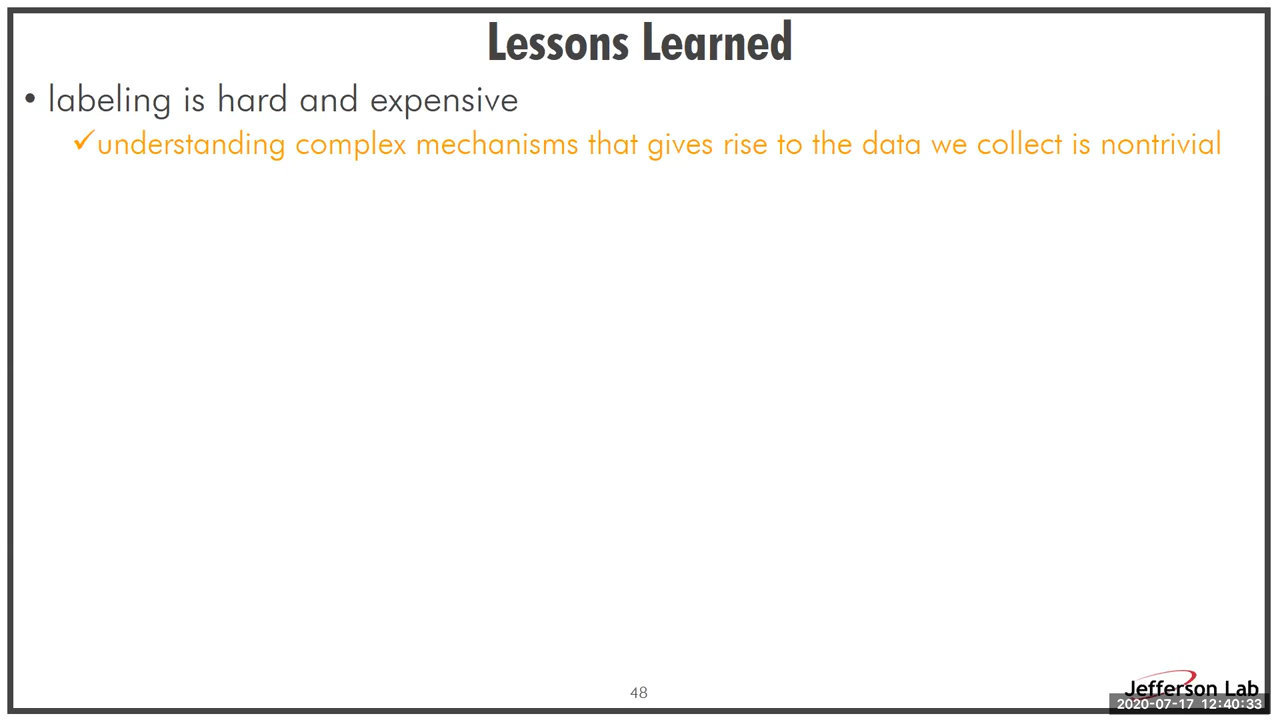 Lessons Learned
• labeling is hard and expensive
✓understanding complex mechanisms that gives rise to the data we collect is nontrivial
48
Jefferson Lab
2020-07-17 12:40:33